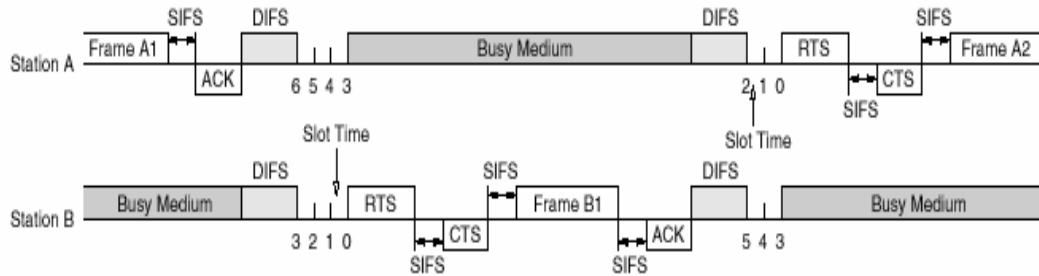 SIFS DIFS DIFS SIFS
Frame A1 Busy Medium RTS Frame A2
Station A
ACK CTS
6 5 4 3 2 1 0
SIFS
Slot Time Slot Time
DIFS SIFS DIFS
Busy Medium RTS Frame B1 Busy Medium
Station B
CTS ACK
3 2 1 0 5 4 3
SIFS SIFS